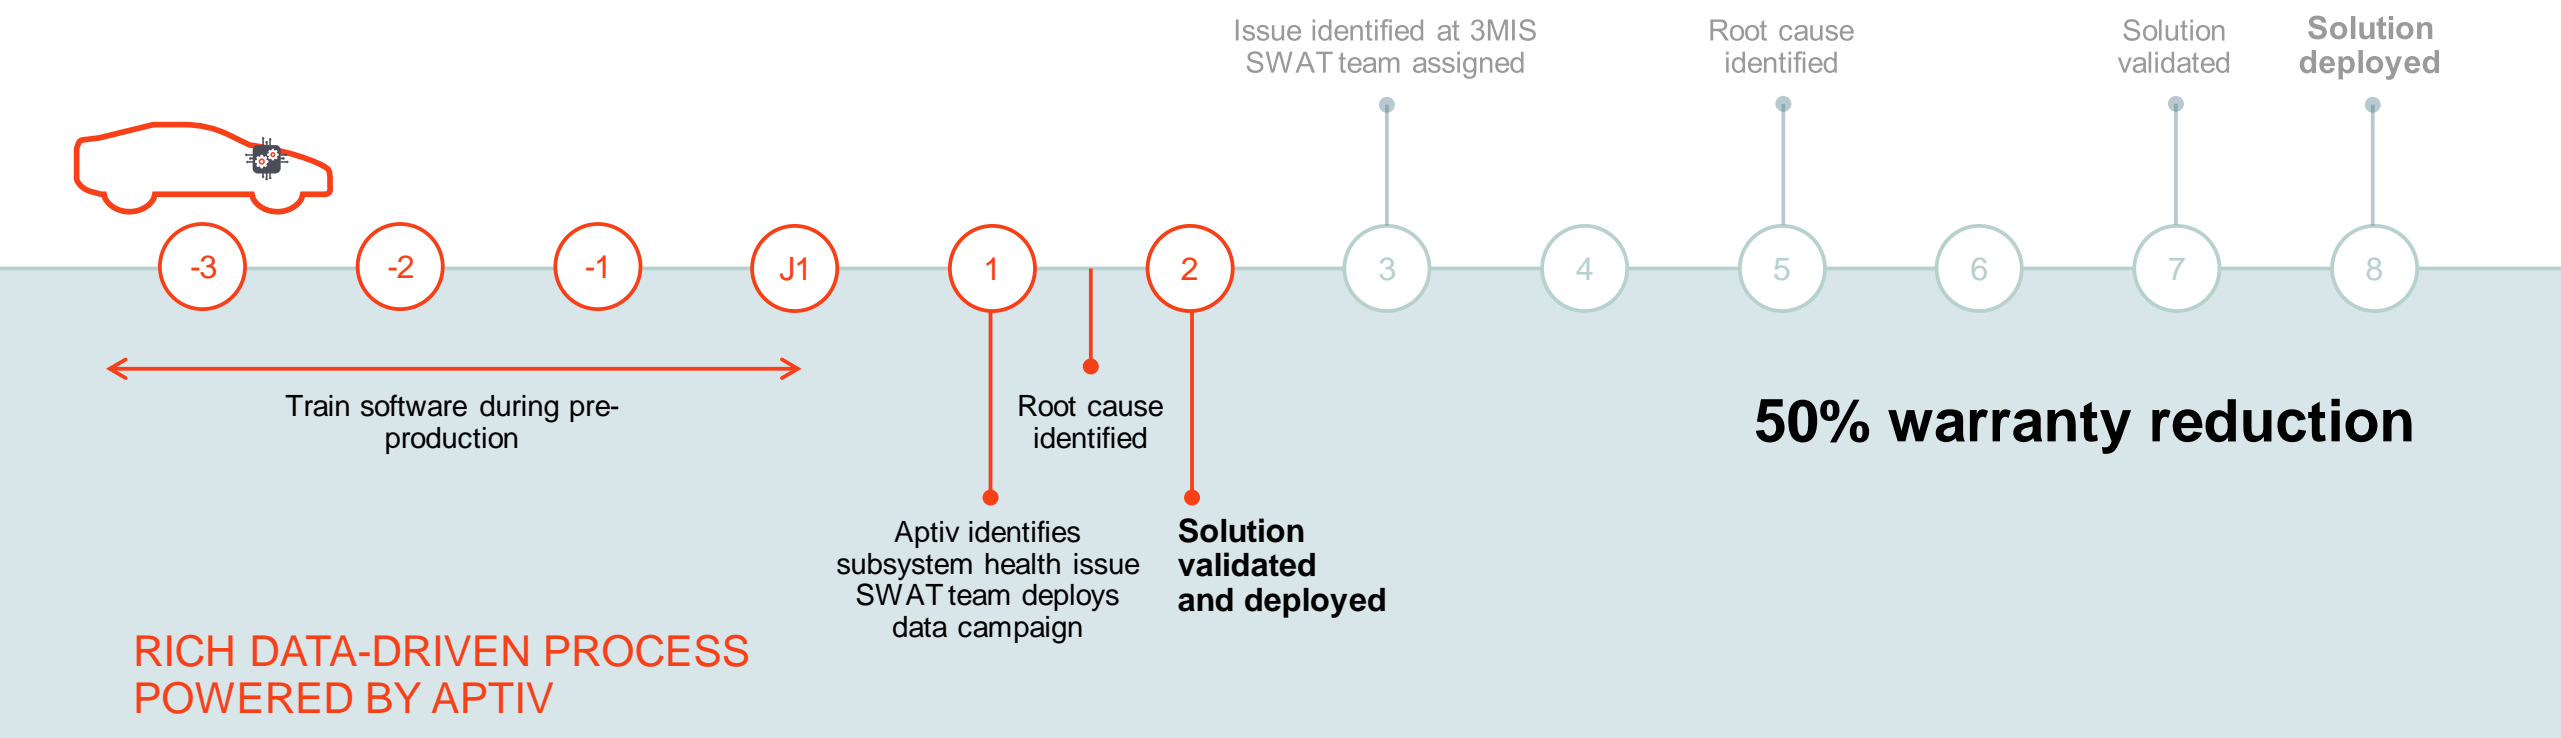 Issue identified at 3MIS
SWAT team assigned
Root cause
identified
Solution
validated
Solution
deployed
-3
-2
-1
J1
1
2
3
4
5
6
7
8
Train software during pre-
production
Root cause
identified
50% warranty reduction
Aptiv identifies
subsystem health issue
SWAT team deploys
data campaign
Solution
validated
and deployed
RICH DATA-DRIVEN PROCESS
POWERED BY APTIV